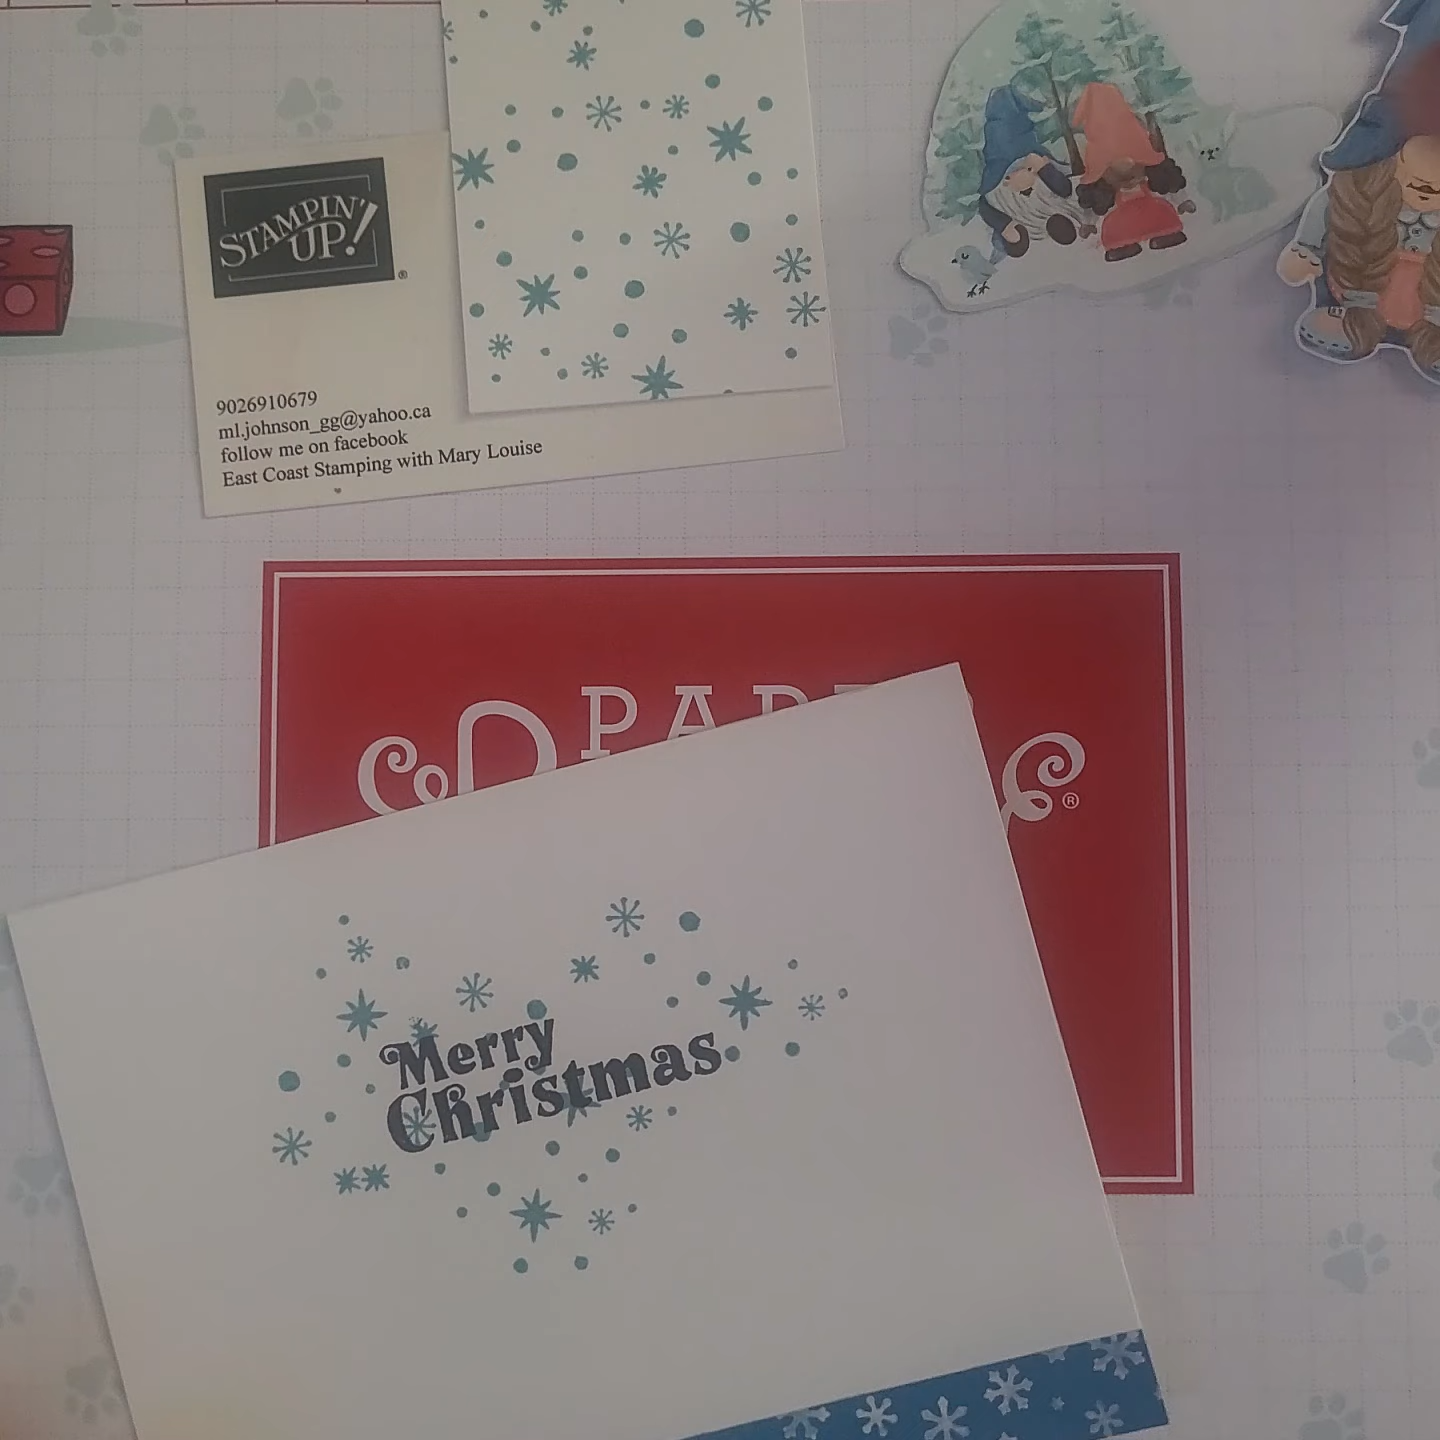 STAMPIN'
UP!®
9026910679
ml.johnson_gg@yahoo.ca
follow me on facebook
East Coast Stamping with Mary Louise
®
Merry
Christmas